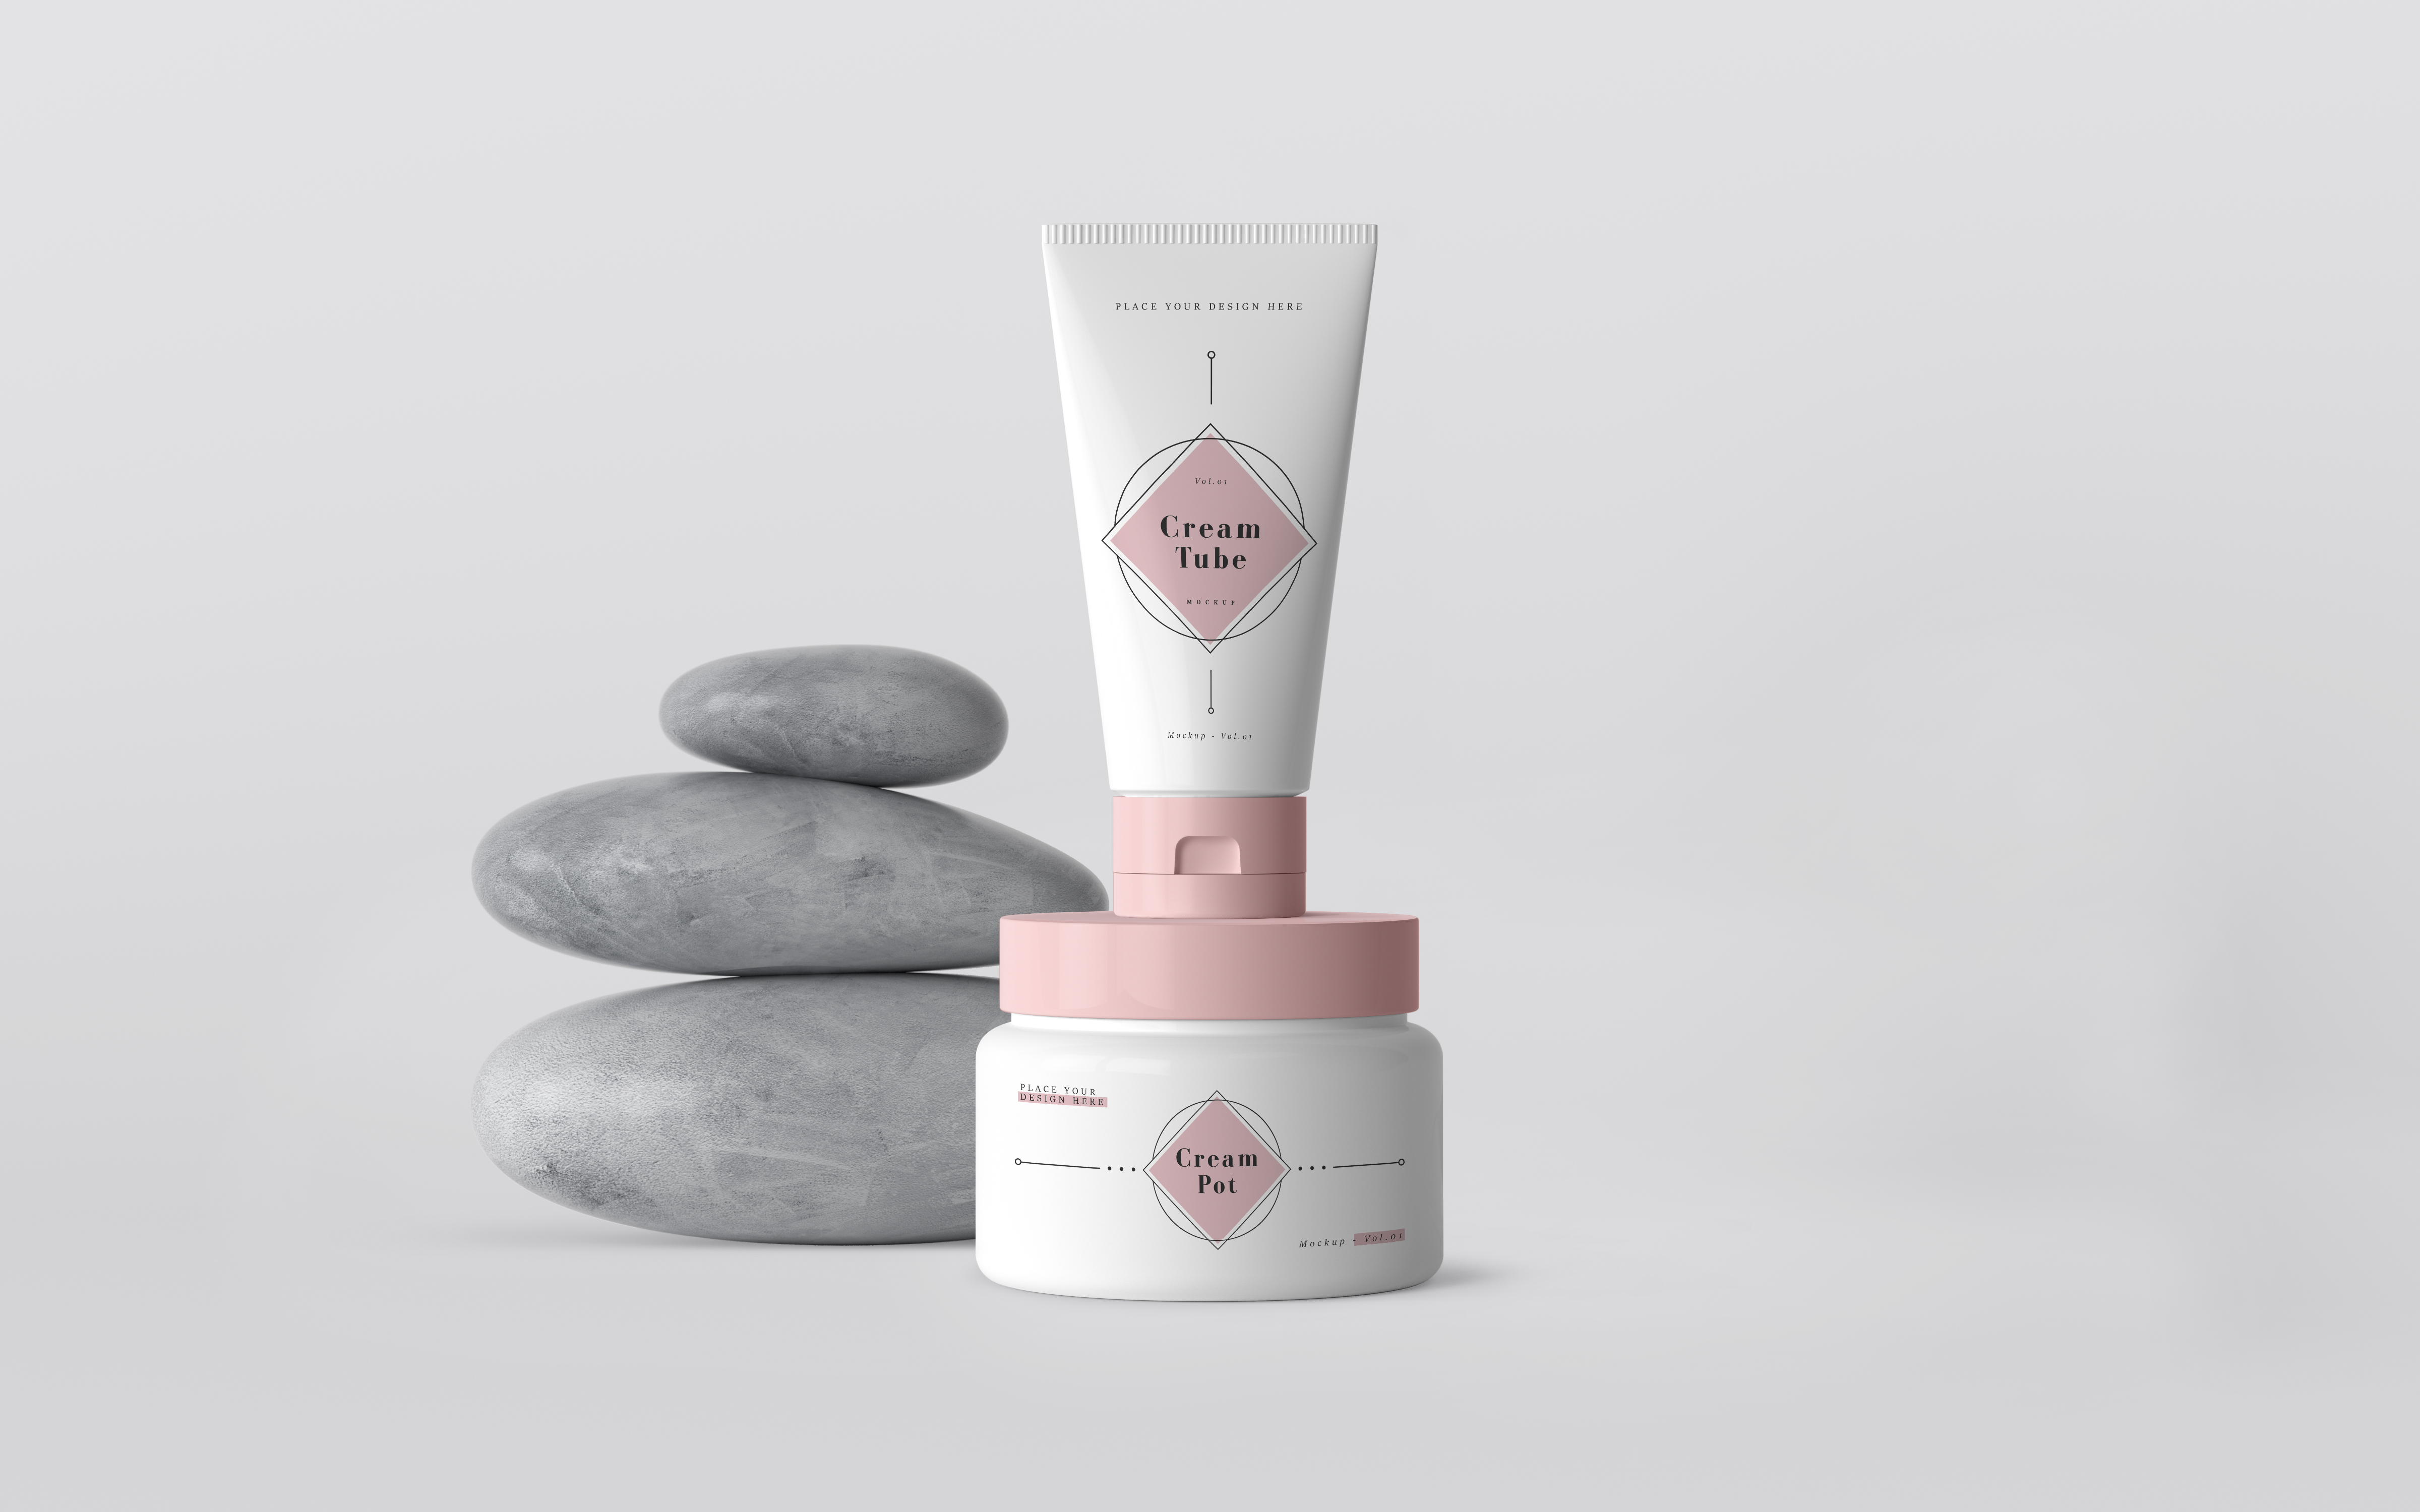 PLACE YOUR DESIGN HERE
Vol.01
Cream
Tube
MOCKUP
Mockup - Vol.01
PLACE YOUR
DESIGN HERE
Cream
Pot
Mockup - Vol.01